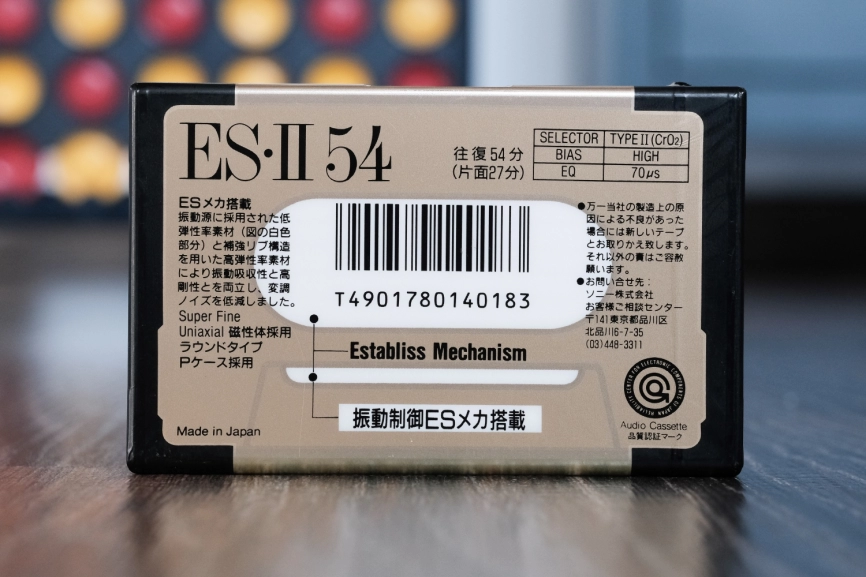 ES·II 54
往復54分
(片面27分)
SELECTOR TYPE II (CrO₂)
BIAS HIGH
EQ 70μs
ESメカ搭載
振動源に採用された低
弾性率素材（図の白色
部分）と補強リブ構造
を用いた高弾性率素材
により振動吸収性と高
剛性とを両立し、変調
ノイズを低減しました。
Super Fine
Uniaxial 磁性体採用
ラウンドタイプ
Pケース採用
Made in Japan
T4901780140183
Establiss Mechanism
振動制御ESメカ搭載
●万一当社の製造上の原
因による不良があった
場合には新しいテープ
とお取りかえ致します。
それ以外の責はご容赦
願います。
●お問い合せ先：
ソニー株式会社
お客様ご相談センター
〒141東京都品川区
北品川6-7-35
(03)448-3311
RELIABILITY CENTER FOR ELECTRONIC COMPONENTS OF JAPAN
Audio Cassette
品質認証マーク